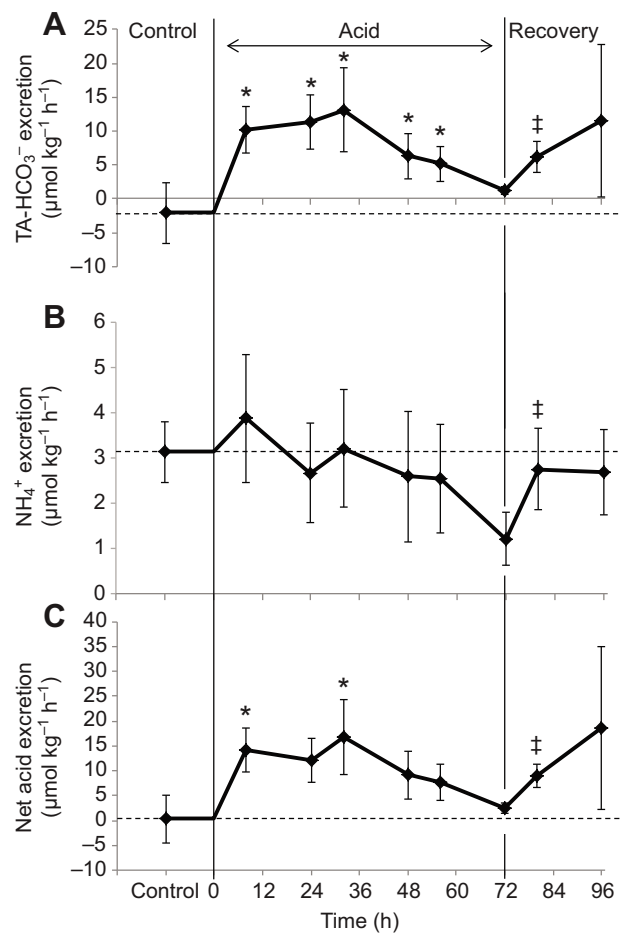 A
Control
Acid
Recovery
TA-HCO₃⁻ excretion
(µmol kg⁻¹ h⁻¹)
25
20
15
10
5
0
–5
–10
*
*
*
*
*
‡
B
NH₄⁺ excretion
(µmol kg⁻¹ h⁻¹)
6
5
4
3
2
1
0
‡
C
Net acid excretion
(µmol kg⁻¹ h⁻¹)
40
35
30
25
20
15
10
5
0
–5
–10
*
*
‡
Control 0 12 24 36 48 60 72 84 96
Time (h)